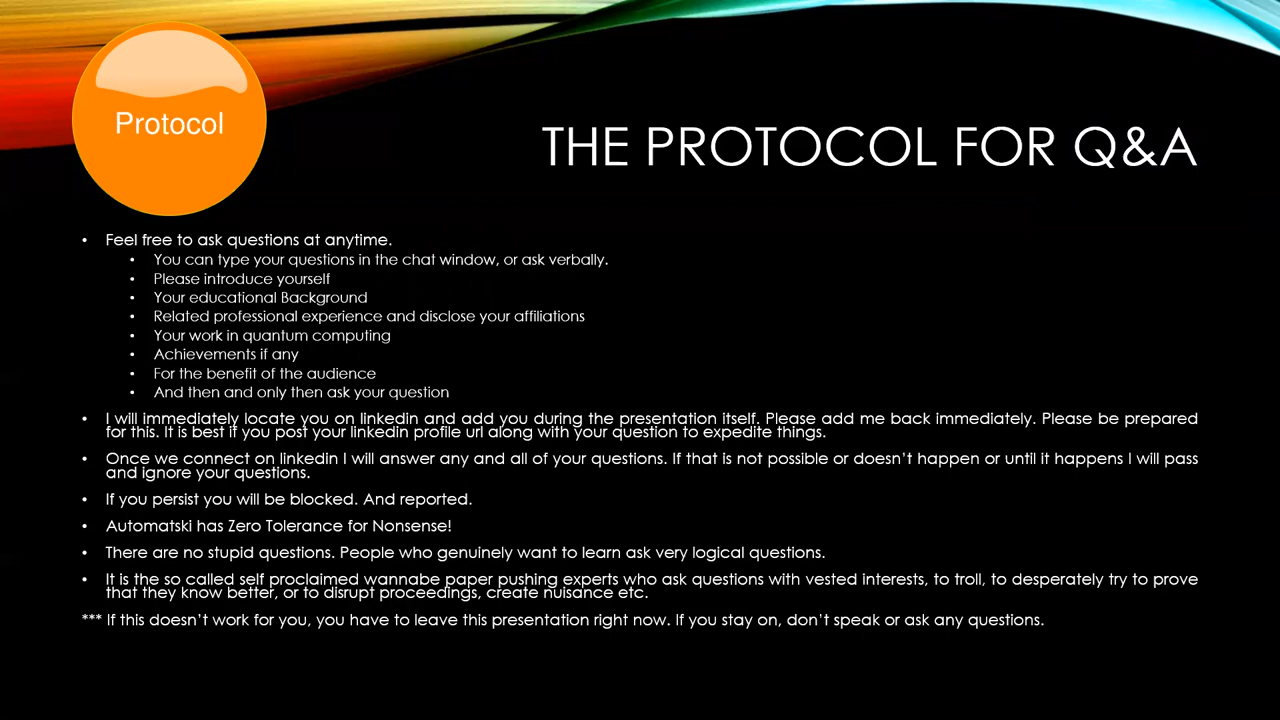 Protocol
THE PROTOCOL FOR Q&A
• Feel free to ask questions at anytime.
• You can type your questions in the chat window, or ask verbally.
• Please introduce yourself
• Your educational Background
• Related professional experience and disclose your affiliations
• Your work in quantum computing
• Achievements if any
• For the benefit of the audience
• And then and only then ask your question
• I will immediately locate you on linkedin and add you during the presentation itself. Please add me back immediately. Please be prepared
for this. It is best if you post your linkedin profile url along with your question to expedite things.
• Once we connect on linkedin I will answer any and all of your questions. If that is not possible or doesn't happen or until it happens I will pass
and ignore your questions.
• If you persist you will be blocked. And reported.
• Automatski has Zero Tolerance for Nonsense!
• There are no stupid questions. People who genuinely want to learn ask very logical questions.
• It is the so called self proclaimed wannabe paper pushing experts who ask questions with vested interests, to troll, to desperately try to prove
that they know better, or to disrupt proceedings, create nuisance etc.
*** If this doesn't work for you, you have to leave this presentation right now. If you stay on, don't speak or ask any questions.